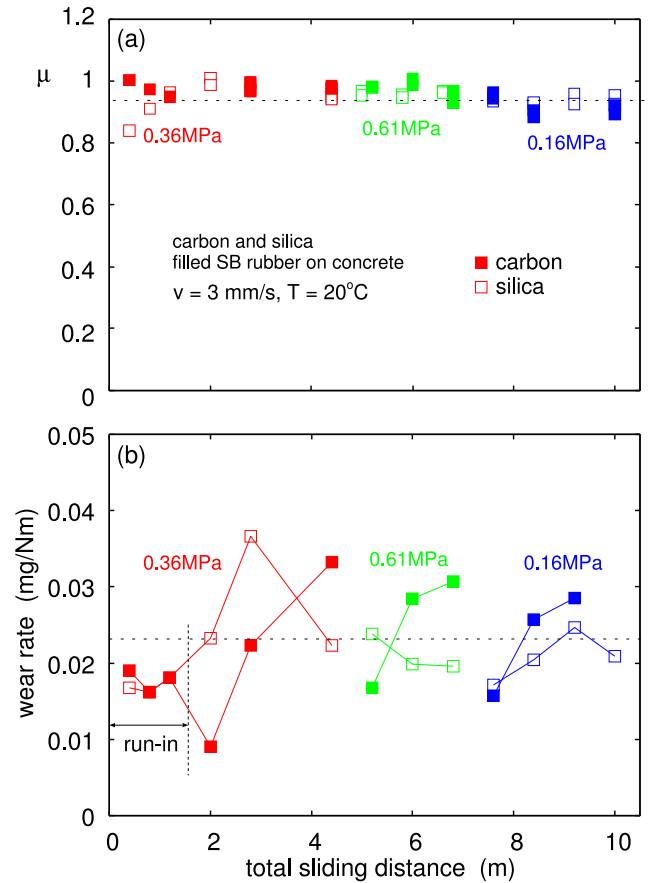 (a)
1.2
1
0.8
0.6
0.4
0.2
0
μ
0.36MPa
0.61MPa
0.16MPa
carbon and silica
filled SB rubber on concrete
v = 3 mm/s, T = 20°C
carbon
silica
(b)
0.05
0.04
0.03
0.02
0.01
0
wear rate (mg/Nm)
0.36MPa
0.61MPa
0.16MPa
run-in
0 2 4 6 8 10
total sliding distance (m)